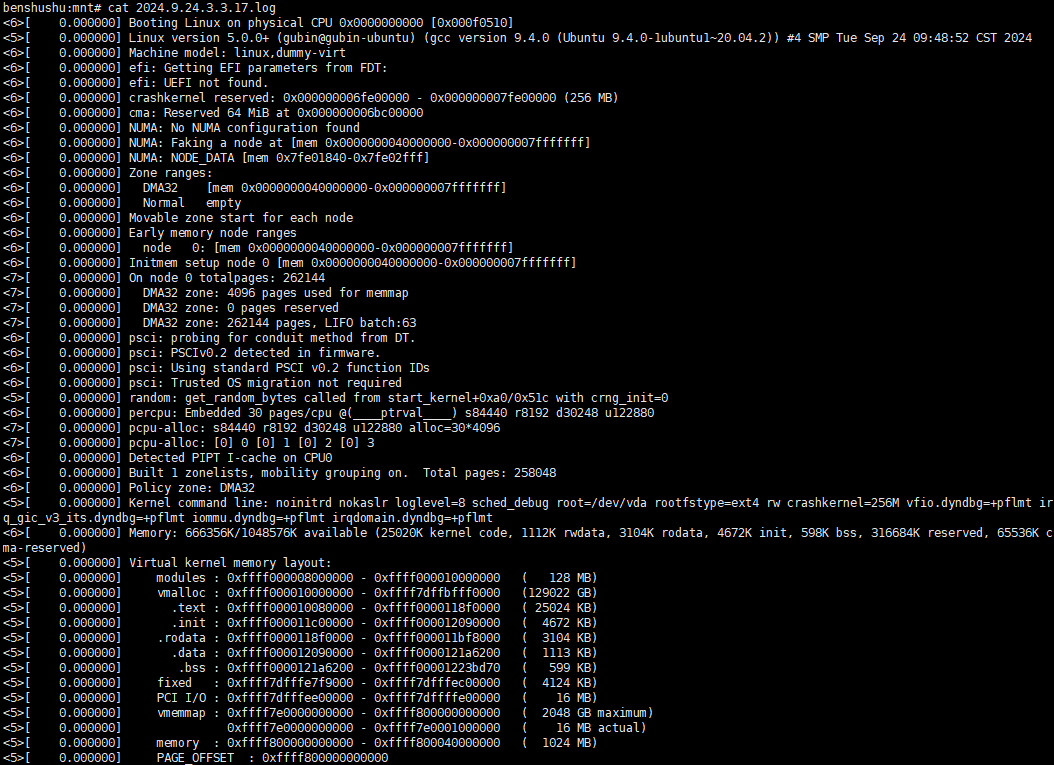 benshushu:mnt# cat 2024.9.24.3.3.17.log
<6>[    0.000000] Booting Linux on physical CPU 0x0000000000 [0x000f0510]
<5>[    0.000000] Linux version 5.0.0+ (gubin@gubin-ubuntu) (gcc version 9.4.0 (Ubuntu 9.4.0-1ubuntu1~20.04.2)) #4 SMP Tue Sep 24 09:48:52 CST 2024
<6>[    0.000000] Machine model: linux,dummy-virt
<6>[    0.000000] efi: Getting EFI parameters from FDT:
<6>[    0.000000] efi: UEFI not found.
<6>[    0.000000] crashkernel reserved: 0x000000006fe00000 - 0x000000007fe00000 (256 MB)
<6>[    0.000000] cma: Reserved 64 MiB at 0x000000006bc00000
<6>[    0.000000] NUMA: No NUMA configuration found
<6>[    0.000000] NUMA: Faking a node at [mem 0x0000000040000000-0x000000007fffffff]
<6>[    0.000000] NUMA: NODE_DATA [mem 0x7fe01840-0x7fe02fff]
<6>[    0.000000] Zone ranges:
<6>[    0.000000]   DMA32    [mem 0x0000000040000000-0x000000007fffffff]
<6>[    0.000000]   Normal   empty
<6>[    0.000000] Movable zone start for each node
<6>[    0.000000] Early memory node ranges
<6>[    0.000000]   node   0: [mem 0x0000000040000000-0x000000007fffffff]
<6>[    0.000000] Initmem setup node 0 [mem 0x0000000040000000-0x000000007fffffff]
<7>[    0.000000] On node 0 totalpages: 262144
<7>[    0.000000]   DMA32 zone: 4096 pages used for memmap
<7>[    0.000000]   DMA32 zone: 0 pages reserved
<7>[    0.000000]   DMA32 zone: 262144 pages, LIFO batch:63
<6>[    0.000000] psci: probing for conduit method from DT.
<6>[    0.000000] psci: PSCIv0.2 detected in firmware.
<6>[    0.000000] psci: Using standard PSCI v0.2 function IDs
<6>[    0.000000] psci: Trusted OS migration not required
<5>[    0.000000] random: get_random_bytes called from start_kernel+0xa0/0x51c with crng_init=0
<6>[    0.000000] percpu: Embedded 30 pages/cpu @(____ptrval____) s84440 r8192 d30248 u122880
<7>[    0.000000] pcpu-alloc: s84440 r8192 d30248 u122880 alloc=30*4096
<7>[    0.000000] pcpu-alloc: [0] 0 [0] 1 [0] 2 [0] 3
<6>[    0.000000] Detected PIPT I-cache on CPU0
<6>[    0.000000] Built 1 zonelists, mobility grouping on.  Total pages: 258048
<6>[    0.000000] Policy zone: DMA32
<5>[    0.000000] Kernel command line: noinitrd nokaslr loglevel=8 sched_debug root=/dev/vda rootfstype=ext4 rw crashkernel=256M vfio.dyndbg=+pflmt ir
q_gic_v3_its.dyndbg=+pflmt iommu.dyndbg=+pflmt irqdomain.dyndbg=+pflmt
<6>[    0.000000] Memory: 666356K/1048576K available (25020K kernel code, 1112K rwdata, 3104K rodata, 4672K init, 598K bss, 316684K reserved, 65536K c
ma-reserved)
<5>[    0.000000] Virtual kernel memory layout:
<5>[    0.000000]     modules : 0xffff000008000000 - 0xffff000010000000   (   128 MB)
<5>[    0.000000]     vmalloc : 0xffff000010000000 - 0xffff7dffbfff0000   (129022 GB)
<5>[    0.000000]       .text : 0xffff000010080000 - 0xffff0000118f0000   ( 25024 KB)
<5>[    0.000000]       .init : 0xffff000011c00000 - 0xffff000012090000   (  4672 KB)
<5>[    0.000000]     .rodata : 0xffff0000118f0000 - 0xffff000011bf8000   (  3104 KB)
<5>[    0.000000]       .data : 0xffff000012090000 - 0xffff0000121a6200   (  1113 KB)
<5>[    0.000000]        .bss : 0xffff0000121a6200 - 0xffff00001223bd70   (   599 KB)
<5>[    0.000000]     fixed   : 0xffff7dfffe7f9000 - 0xffff7dfffec00000   (  4124 KB)
<5>[    0.000000]     PCI I/O : 0xffff7dfffee00000 - 0xffff7dffffe00000   (    16 MB)
<5>[    0.000000]     vmemmap : 0xffff7e0000000000 - 0xffff800000000000   (  2048 GB maximum)
<5>[    0.000000]               0xffff7e0000000000 - 0xffff7e0001000000   (    16 MB actual)
<5>[    0.000000]     memory  : 0xffff800000000000 - 0xffff800040000000   (  1024 MB)
<5>[    0.000000]     PAGE_OFFSET  : 0xffff800000000000